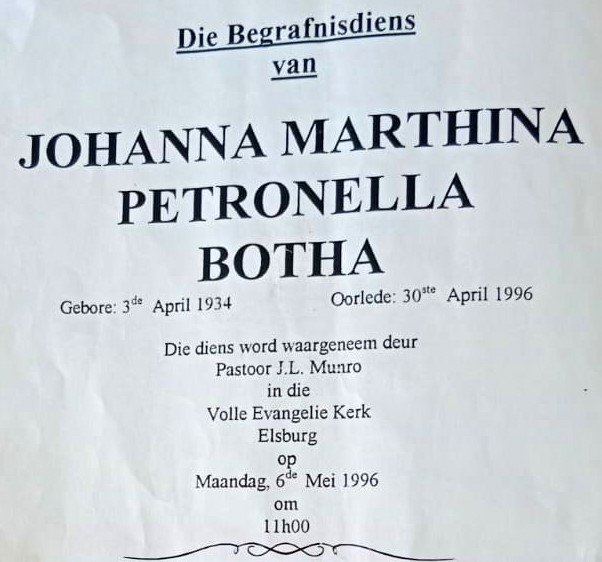 Die Begrafnisdiens
van
JOHANNA MARTHINA
PETRONELLA
BOTHA
Gebore: 3de April 1934 Oorlede: 30ste April 1996
Die diens word waargeneem deur
Pastoor J.L. Munro
in die
Volle Evangelie Kerk
Elsburg
op
Maandag, 6de Mei 1996
om
11h00